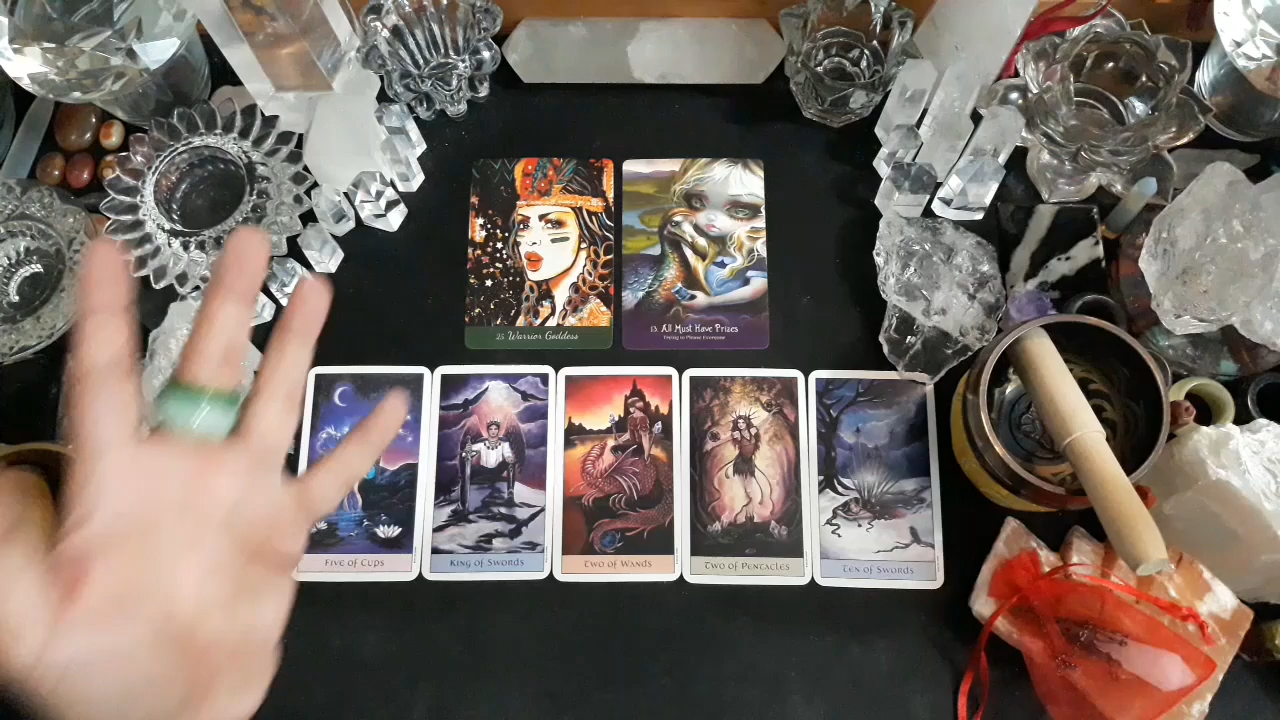 25. Warrior Goddess
13. All Must Have Prizes
Trying to Please Everyone
Five of Cups
King of Swords
Two of Wands
Two of Pentacles
Ten of Swords